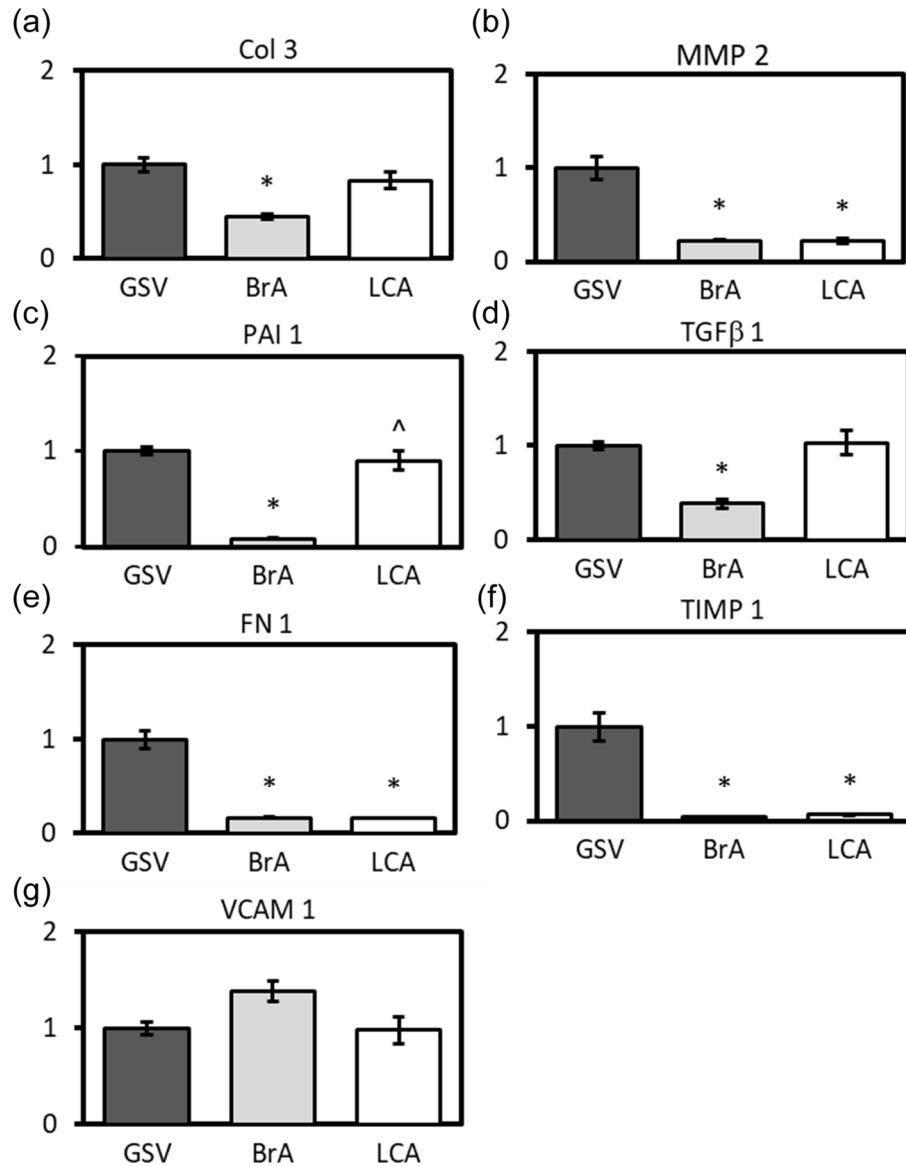 (a)
Col 3
2
1
0
*
GSV BrA LCA
(b)
MMP 2
2
1
0
* *
GSV BrA LCA
(c)
PAI 1
2
1
0
*
^
GSV BrA LCA
(d)
TGFβ 1
2
1
0
*
GSV BrA LCA
(e)
FN 1
2
1
0
* *
GSV BrA LCA
(f)
TIMP 1
2
1
0
* *
GSV BrA LCA
(g)
VCAM 1
2
1
0
GSV BrA LCA